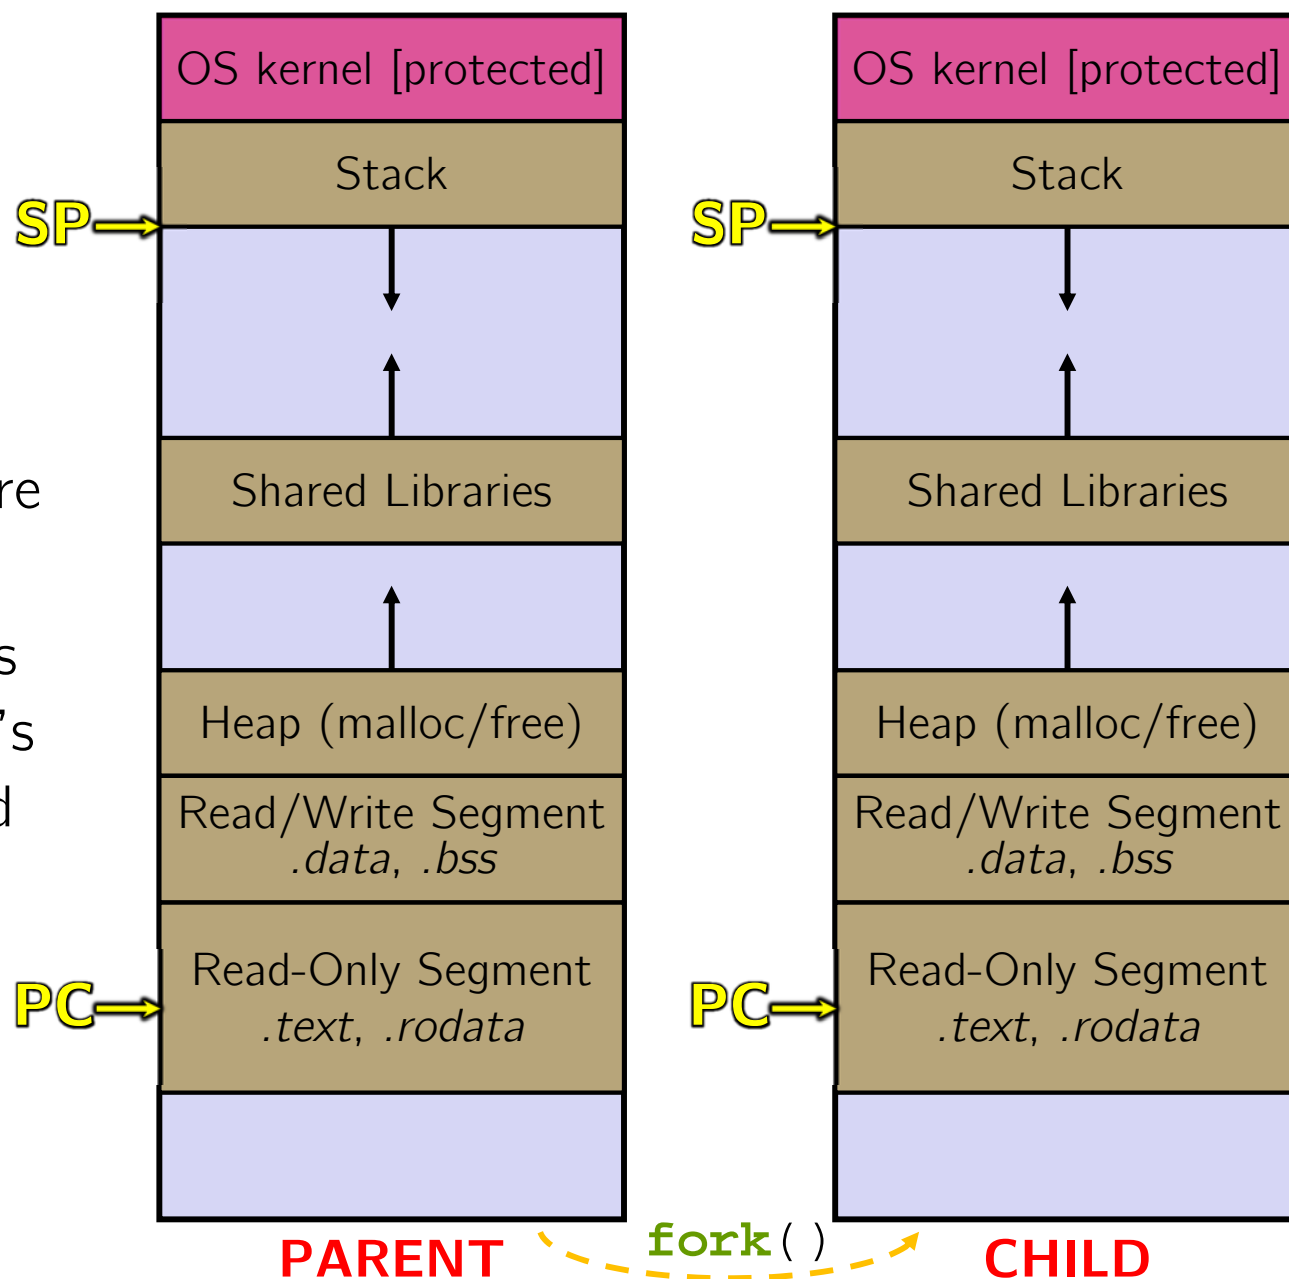 re
s
's
d
OS kernel [protected]
Stack
SP
Shared Libraries
Heap (malloc/free)
Read/Write Segment
.data, .bss
PC
Read-Only Segment
.text, .rodata
PARENT
fork()
OS kernel [protected]
Stack
SP
Shared Libraries
Heap (malloc/free)
Read/Write Segment
.data, .bss
PC
Read-Only Segment
.text, .rodata
CHILD